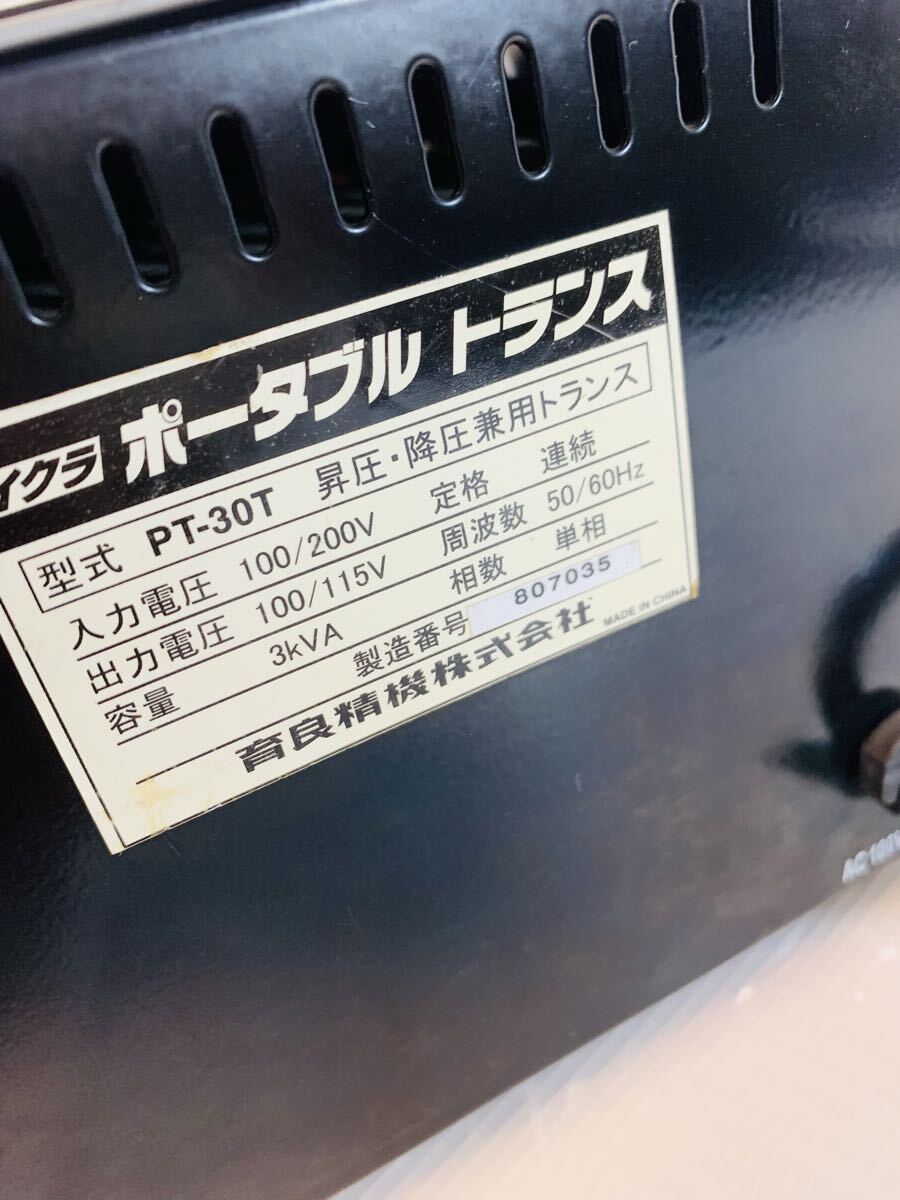 イクラ ポータブル トランス
型式 PT-30T 昇圧・降圧兼用トランス
入力電圧 100/200V 定格 連続
出力電圧 100/115V 周波数 50/60Hz
容量 3kVA 相数 単相
製造番号 807035
育良精機株式会社 MADE IN CHINA
AC100V